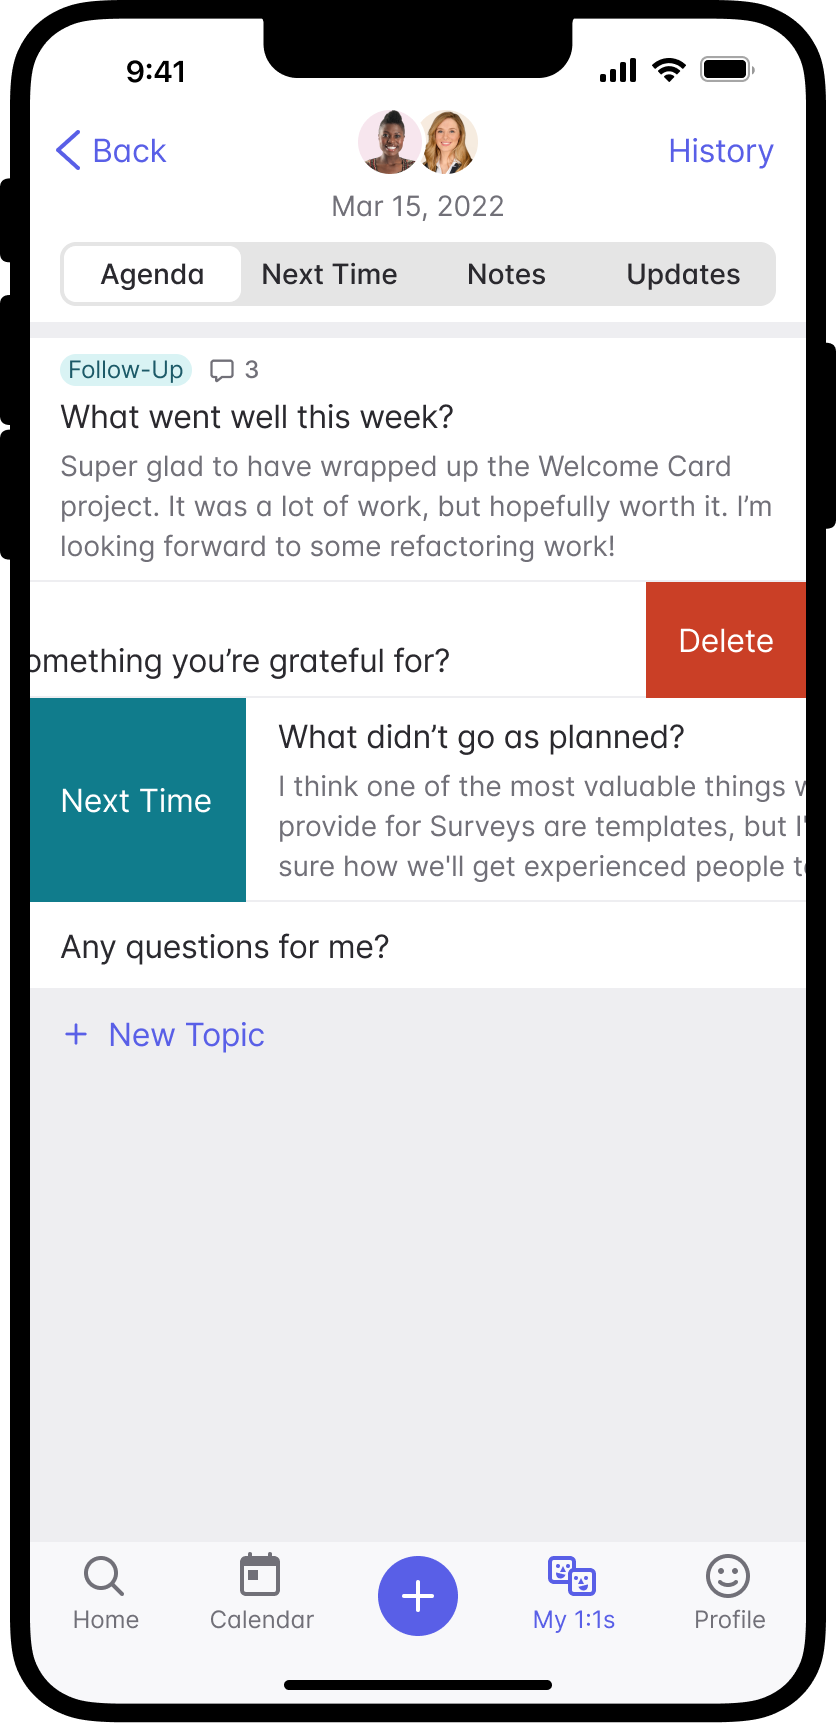 9:41
Back
History
Mar 15, 2022
Agenda Next Time Notes Updates
Follow-Up 3
What went well this week?
Super glad to have wrapped up the Welcome Card
project. It was a lot of work, but hopefully worth it. I’m
looking forward to some refactoring work!
omething you’re grateful for?
Delete
Next Time
What didn’t go as planned?
I think one of the most valuable things
provide for Surveys are templates, but I'
sure how we'll get experienced people
Any questions for me?
+ New Topic
Home Calendar My 1:1s Profile